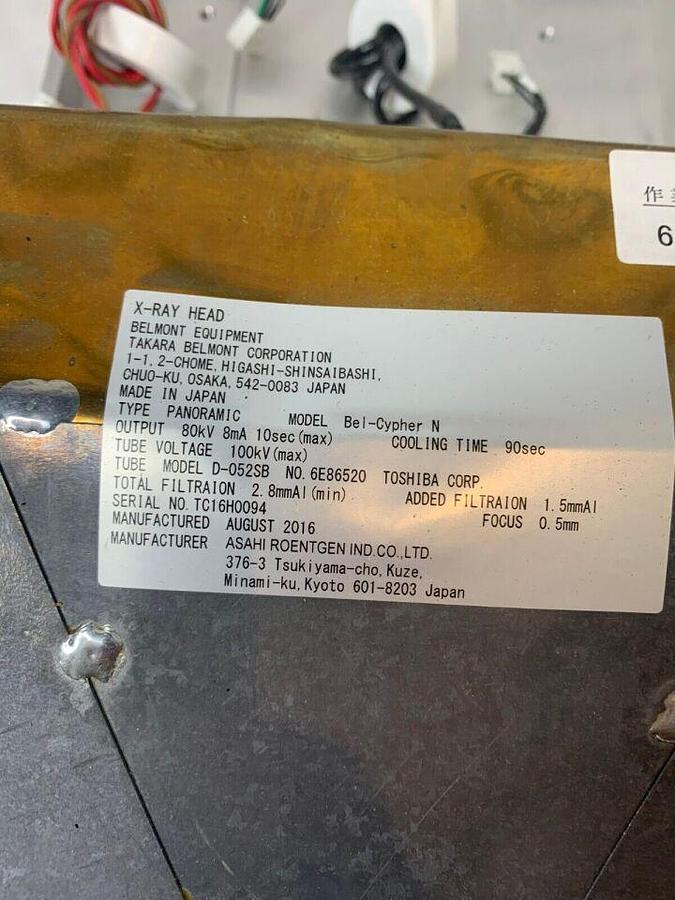 作
6
X-RAY HEAD
BELMONT EQUIPMENT
TAKARA BELMONT CORPORATION
1-1, 2-CHOME, HIGASHI-SHINSAIBASHI,
CHUO-KU, OSAKA, 542-0083 JAPAN
MADE IN JAPAN
TYPE PANORAMIC MODEL Bel-Cypher N
OUTPUT 80kV 8mA 10sec(max) COOLING TIME 90sec
TUBE VOLTAGE 100kV(max)
TUBE MODEL D-052SB NO. 6E86520 TOSHIBA CORP.
TOTAL FILTRAION 2.8mmAl(min) ADDED FILTRAION 1.5mmAl
SERIAL NO. TC16H0094 FOCUS 0.5mm
MANUFACTURED AUGUST 2016
MANUFACTURER ASAHI ROENTGEN IND.CO.,LTD.
376-3 Tsukiyama-cho, Kuze,
Minami-ku, Kyoto 601-8203 Japan